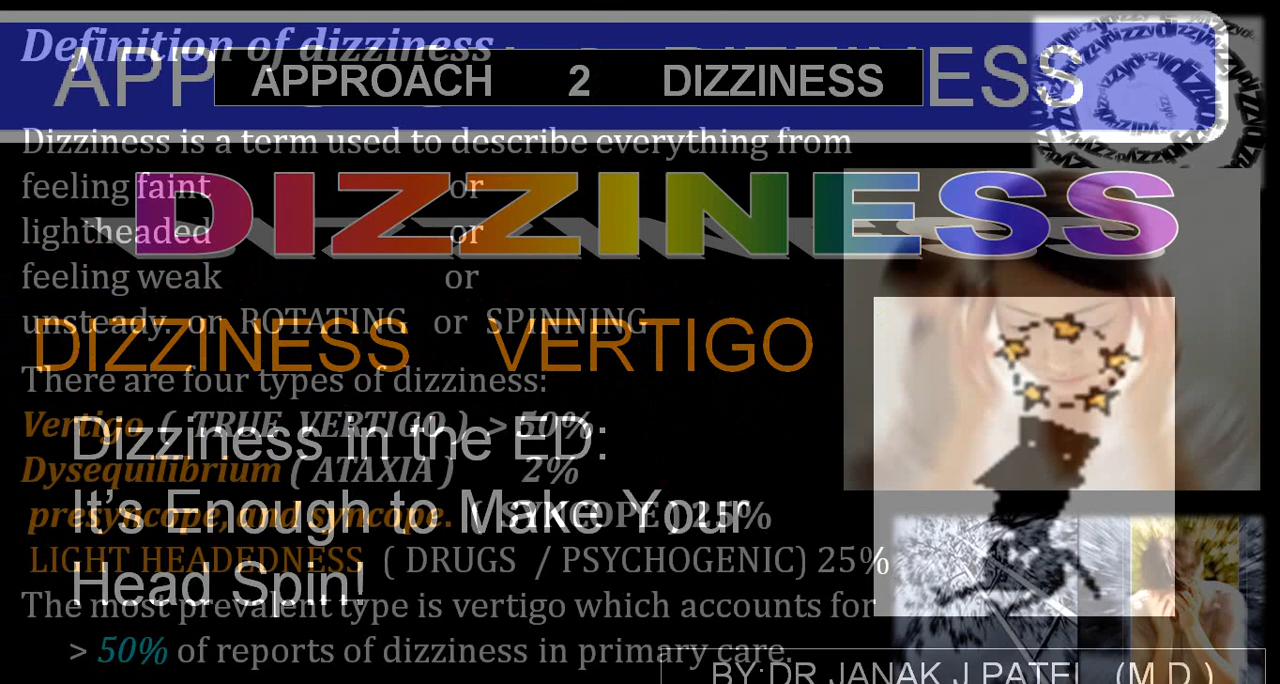 Definition of dizziness
APPROACH 2 DIZZINESS
Dizziness is a term used to describe everything from
feeling faint or
lightheaded or
feeling weak or
unsteady or ROTATING or SPINNING
DIZZINESS
DIZZINESS VERTIGO
There are four types of dizziness:
Vertigo ( TRUE VERTIGO ) > 50%
Dysequilibrium ( ATAXIA ) 2%
presyncope, and syncope. ( SYNCOPE ) 25%
LIGHT HEADEDNESS ( DRUGS / PSYCHOGENIC) 25%
The most prevalent type is vertigo which accounts for
> 50% of reports of dizziness in primary care.
Dizziness in the ED:
It's Enough to Make Your
Head Spin!
BY:DR JANAK J PATEL (M.D.)